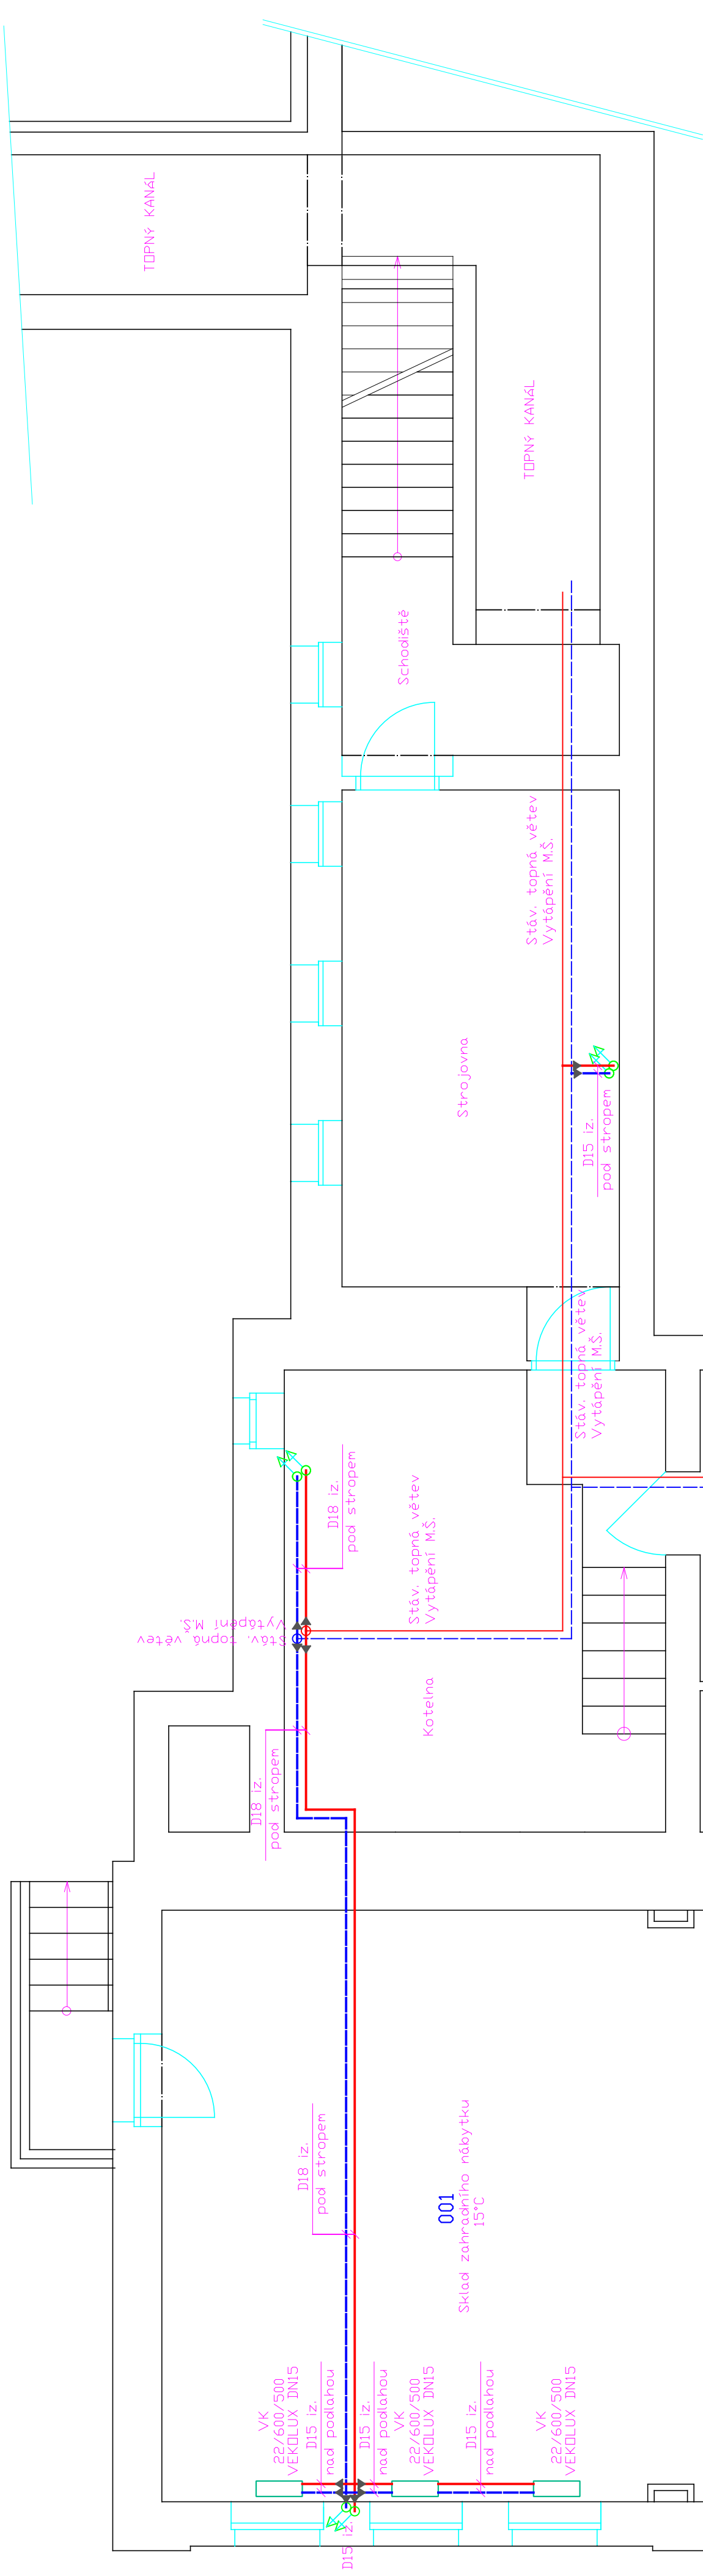 TOPNÝ KANÁL
TOPNÝ KANÁL
Schodiště
Stáv. topná větev
Vytápění M.Š.
Strojovna
D15 iz.
pod stropem
Stáv. topná větev
Vytápění M.Š.
D18 iz.
pod stropem
Stáv. topná větev
Vytápění M.Š.
Stáv. topná větev
Vytápění M.Š.
Kotelna
D18 iz.
pod stropem
D18 iz.
pod stropem
001
Sklad zahradního nábytku
15°C
VK
22/600/500
VEKOLUX DN15
D15 iz.
nad podlahou
D15 iz.
nad podlahou
VK
22/600/500
VEKOLUX DN15
D15 iz.
nad podlahou
VK
22/600/500
VEKOLUX DN15
D15 iz.